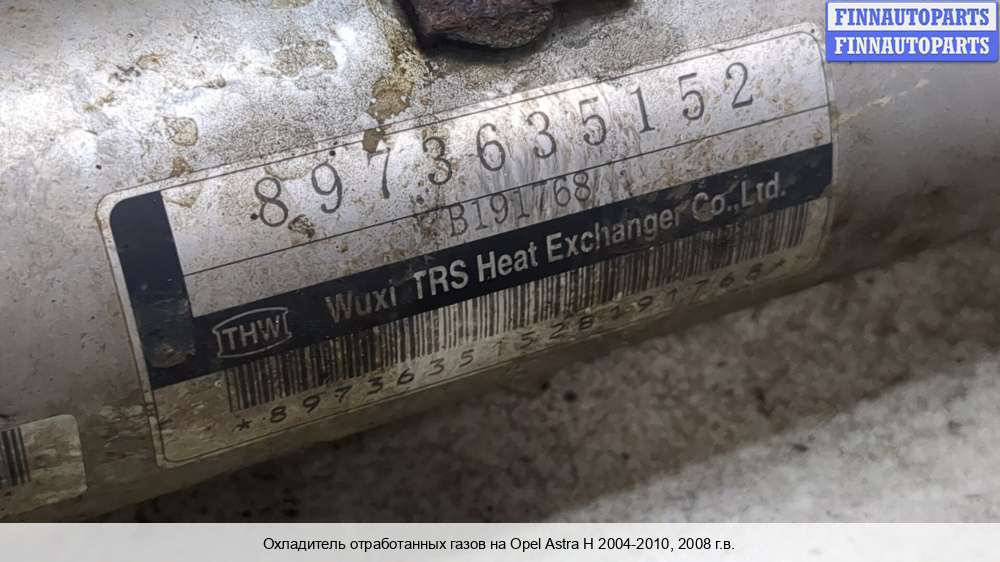 FINNAUTOPARTS
FINNAUTOPARTS
8973635152
B191768
Wuxi TRS Heat Exchanger Co.,Ltd.
THW
*8973635152B191768*
Охладитель отработанных газов на Opel Astra H 2004-2010, 2008 г.в.